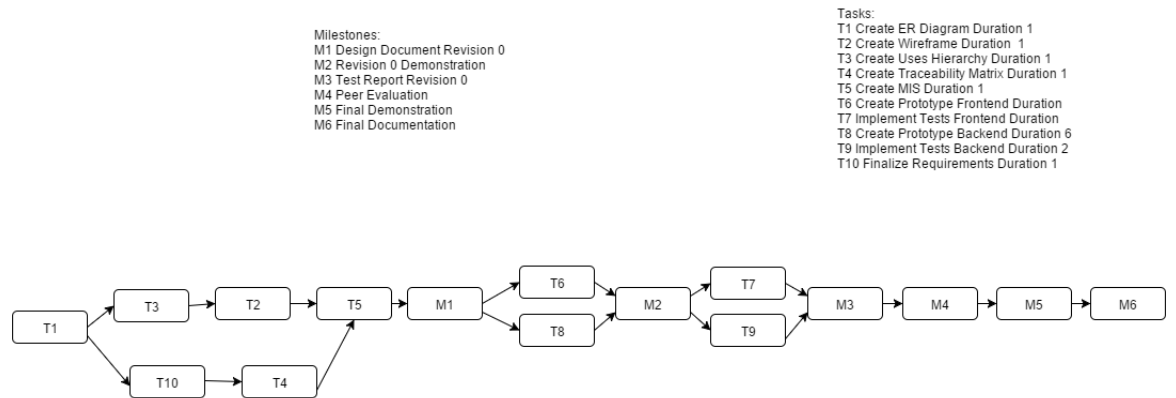 Milestones:
M1 Design Document Revision 0
M2 Revision 0 Demonstration
M3 Test Report Revision 0
M4 Peer Evaluation
M5 Final Demonstration
M6 Final Documentation
Tasks:
T1 Create ER Diagram Duration 1
T2 Create Wireframe Duration 1
T3 Create Uses Hierarchy Duration 1
T4 Create Traceability Matrix Duration 1
T5 Create MIS Duration 1
T6 Create Prototype Frontend Duration
T7 Implement Tests Frontend Duration
T8 Create Prototype Backend Duration 6
T9 Implement Tests Backend Duration 2
T10 Finalize Requirements Duration 1
T1
T3
T2
T5
M1
T6
T8
M2
T7
T9
M3
M4
M5
M6
T10
T4